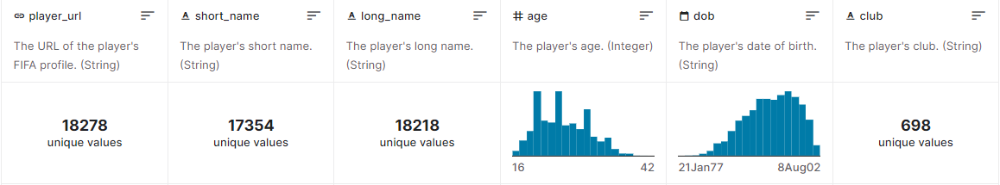 player_url
The URL of the player's
FIFA profile. (String)
18278
unique values
short_name
The player's short name.
(String)
17354
unique values
long_name
The player's long name.
(String)
18218
unique values
age
The player's age. (Integer)
16 42
dob
The player's date of birth.
(String)
21Jan77 8Aug02
club
The player's club. (String)
698
unique values